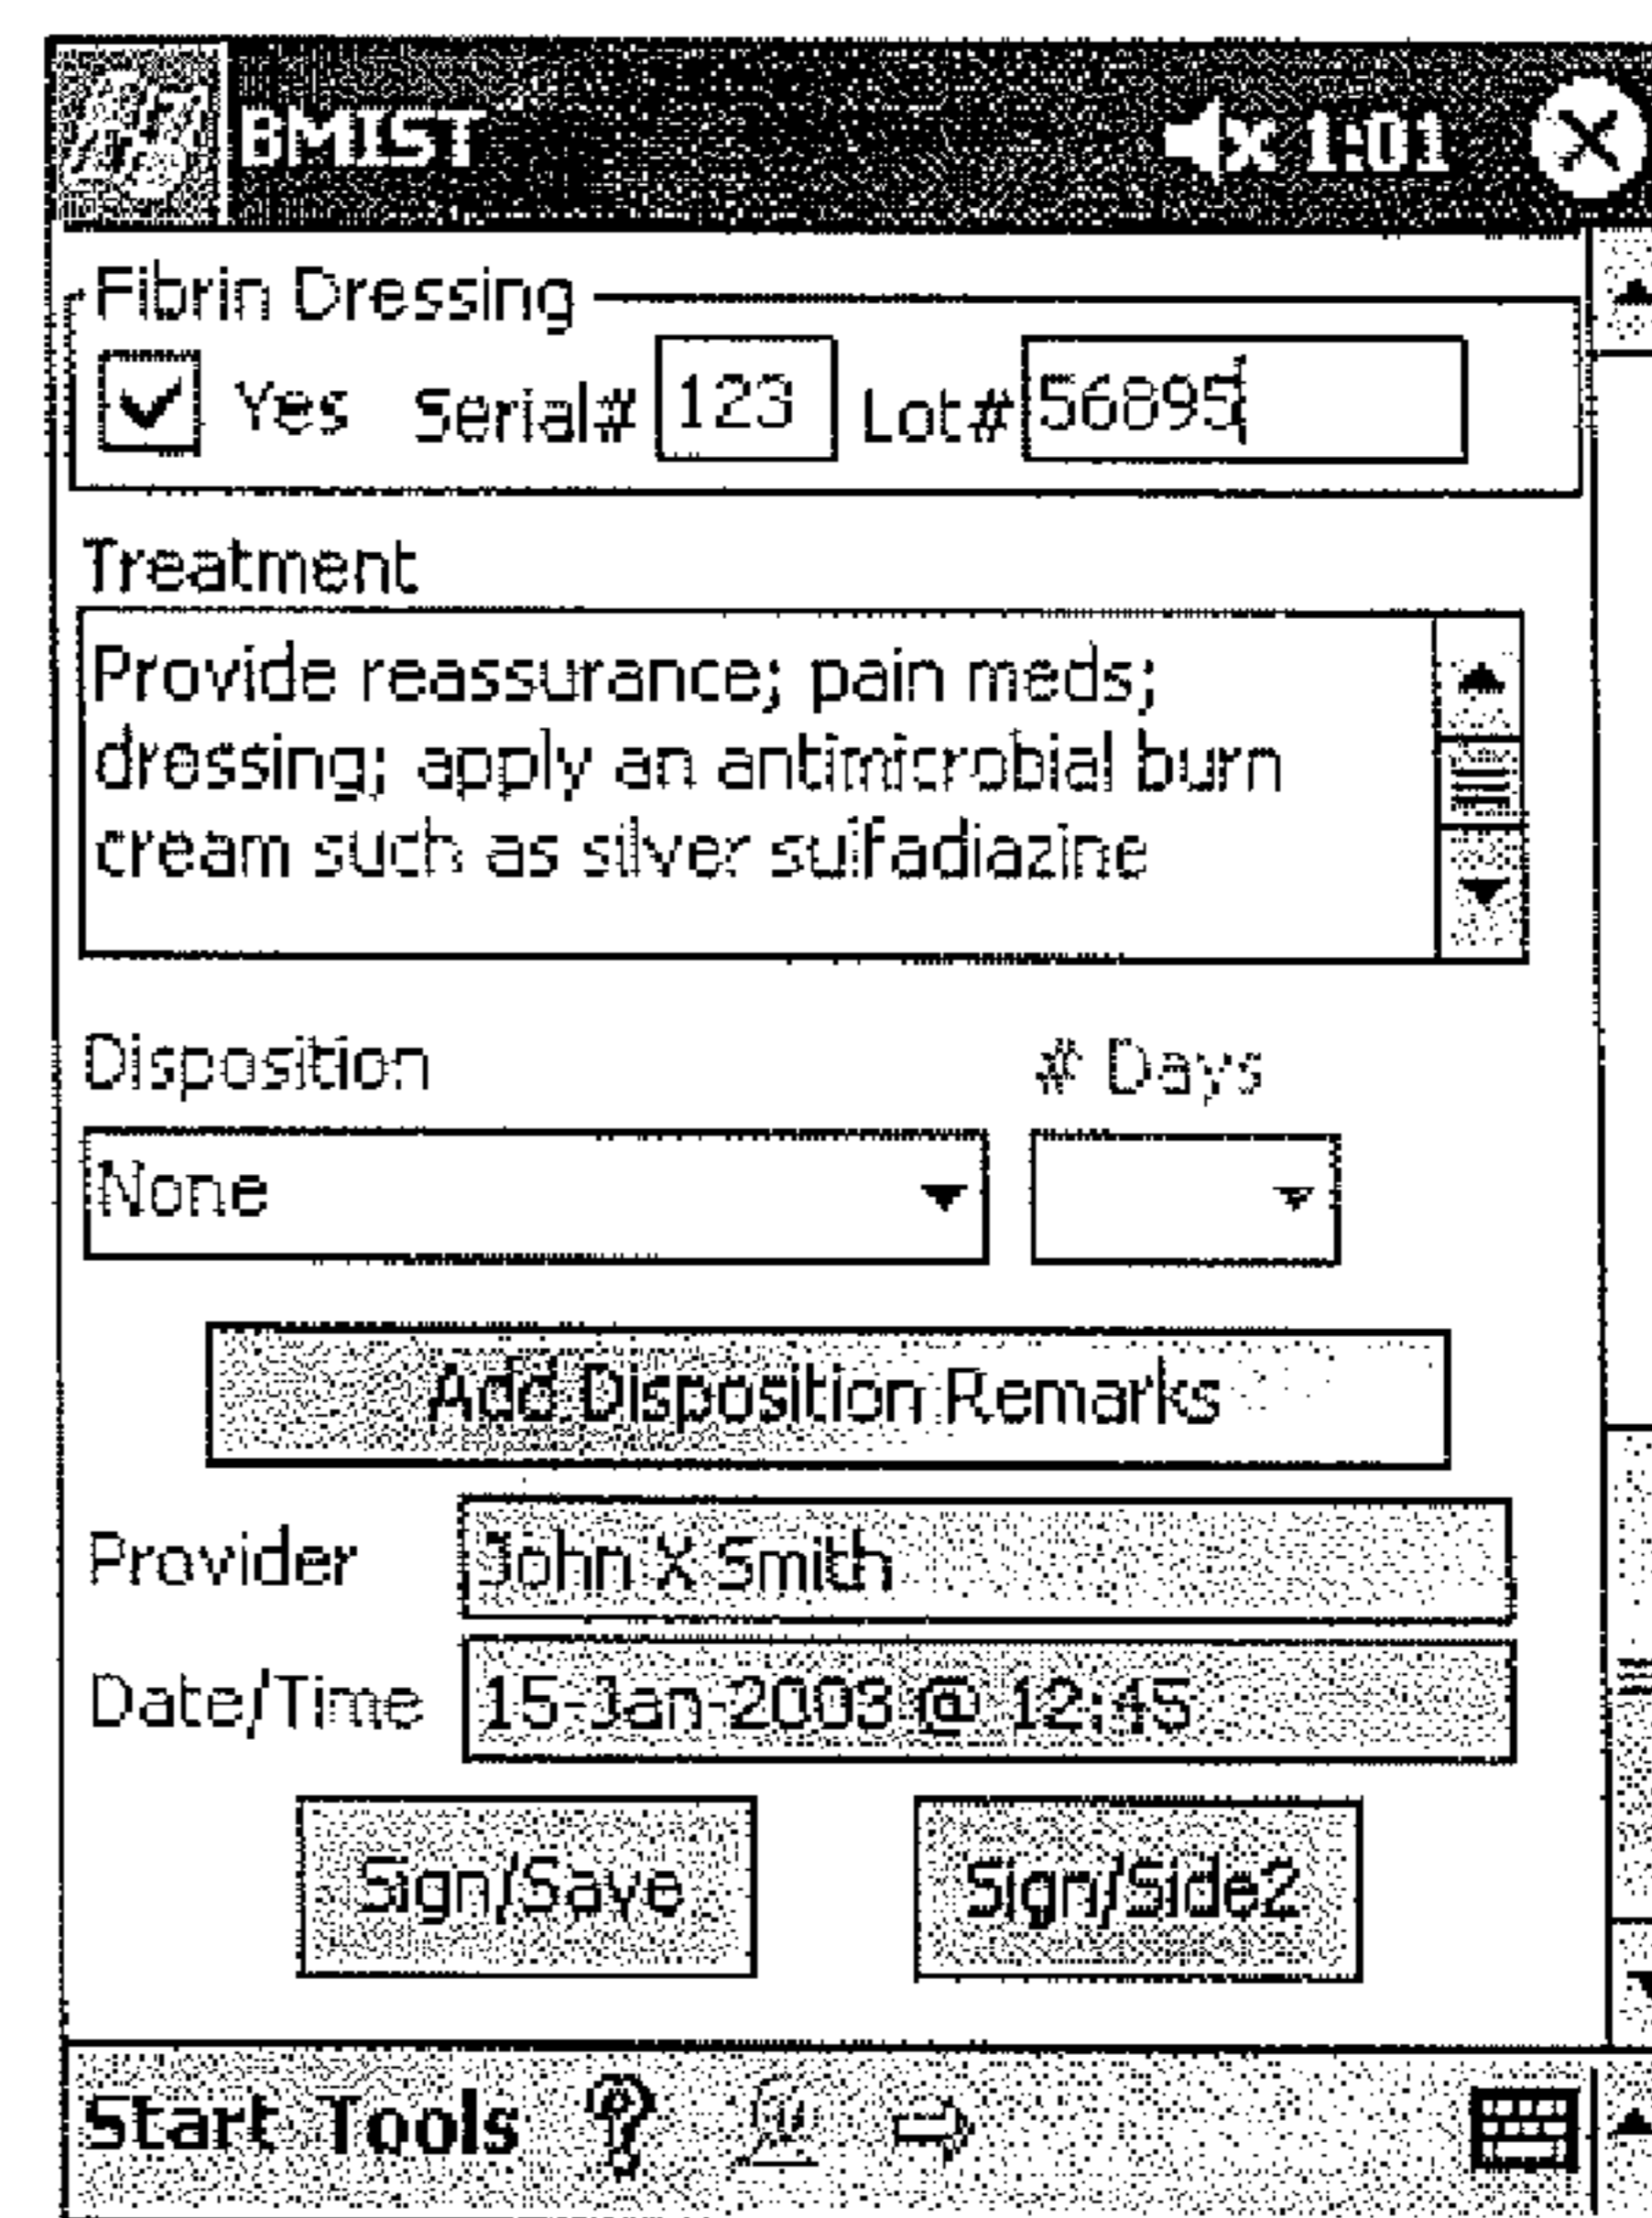 BMIST 1:01
Fibrin Dressing
Yes Serial# 123 Lot# 56895
Treatment
Provide reassurance; pain meds;
dressing; apply an antimicrobial burn
cream such as silver sulfadiazine
Disposition # Days
None
Add Disposition Remarks
Provider John X Smith
Date/Time 15-Jan-2003 @ 12:45
Sign/Save Sign/Side2
Start Tools